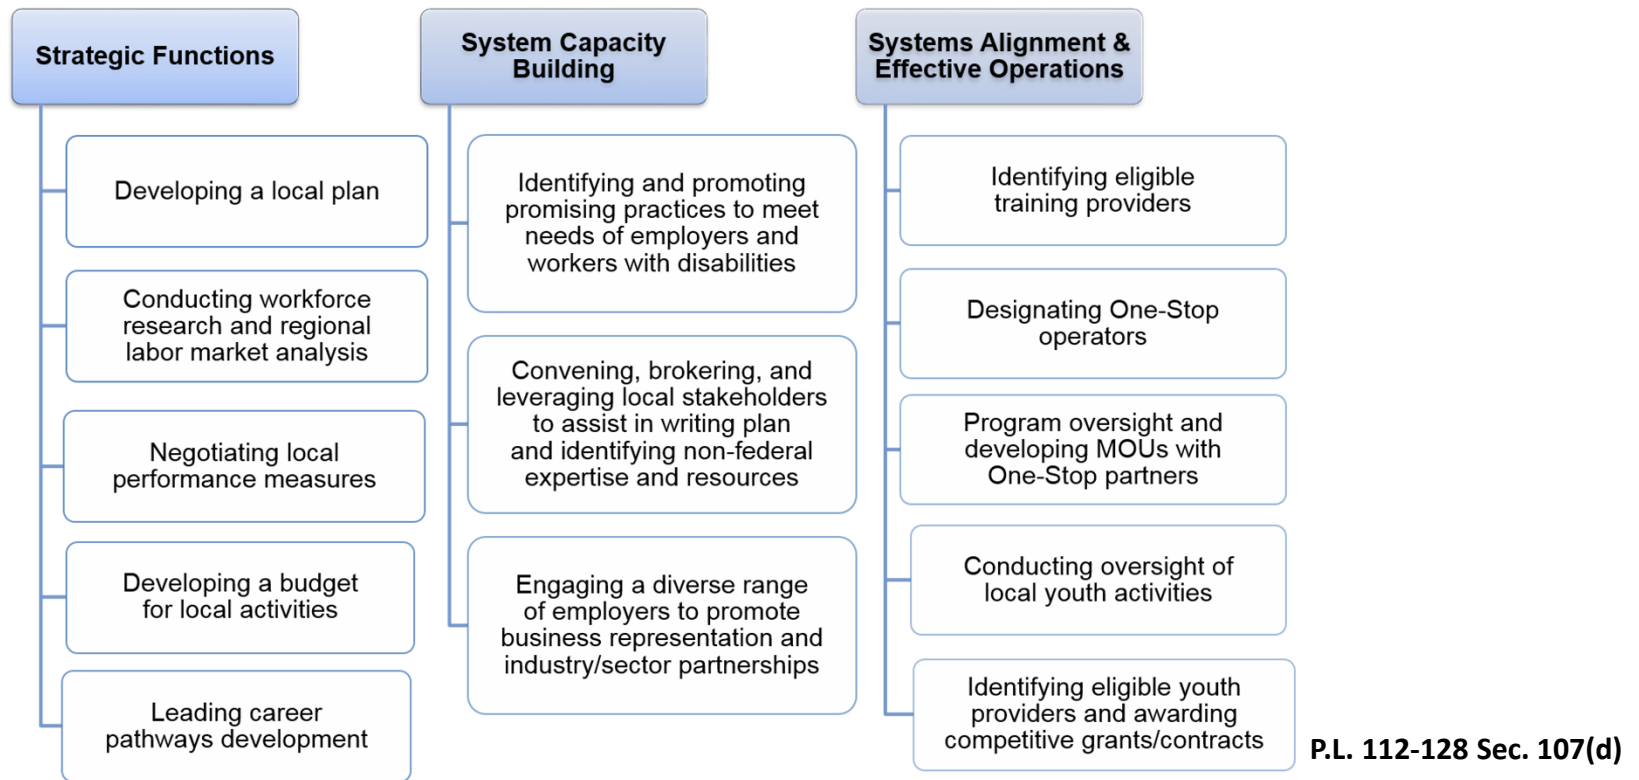 Strategic Functions
Developing a local plan
Conducting workforce
research and regional
labor market analysis
Negotiating local
performance measures
Developing a budget
for local activities
Leading career
pathways development
System Capacity
Building
Identifying and promoting
promising practices to meet
needs of employers and
workers with disabilities
Convening, brokering, and
leveraging local stakeholders
to assist in writing plan
and identifying non-federal
expertise and resources
Engaging a diverse range
of employers to promote
business representation and
industry/sector partnerships
Systems Alignment &
Effective Operations
Identifying eligible
training providers
Designating One-Stop
operators
Program oversight and
developing MOUs with
One-Stop partners
Conducting oversight of
local youth activities
Identifying eligible youth
providers and awarding
competitive grants/contracts
P.L. 112-128 Sec. 107(d)